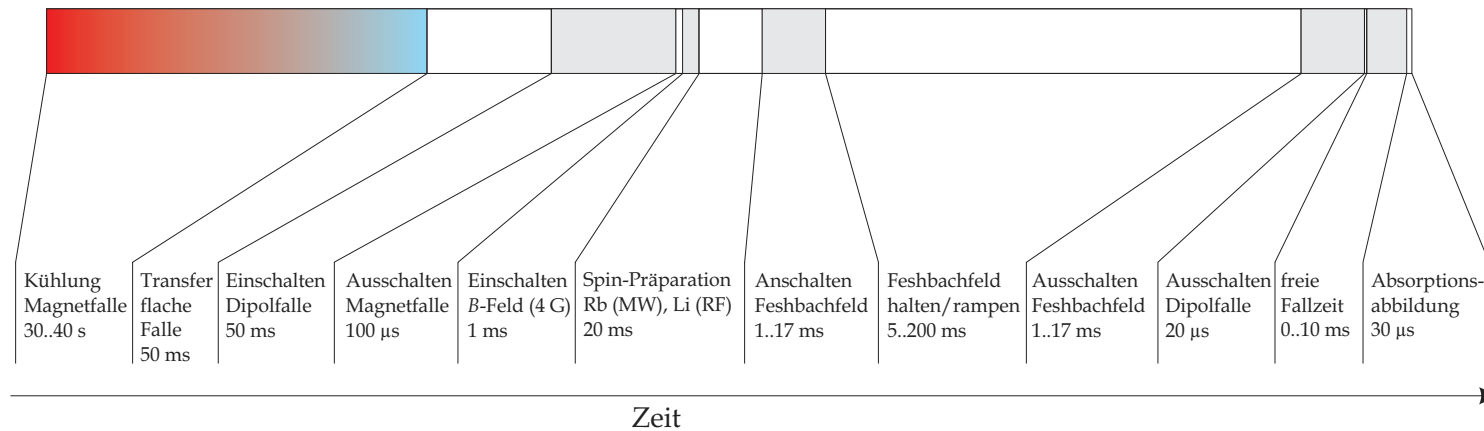 Kühlung
Magnetfalle
30..40 s
Transfer
flache
Falle
50 ms
Einschalten
Dipolfalle
50 ms
Ausschalten
Magnetfalle
100 µs
Einschalten
B-Feld (4 G)
1 ms
Spin-Präparation
Rb (MW), Li (RF)
20 ms
Anschalten
Feshbachfeld
1..17 ms
Feshbachfeld
halten/rampen
5..200 ms
Ausschalten
Feshbachfeld
1..17 ms
Ausschalten
Dipolfalle
20 µs
freie
Fallzeit
0..10 ms
Absorptions-
abbildung
30 µs
Zeit